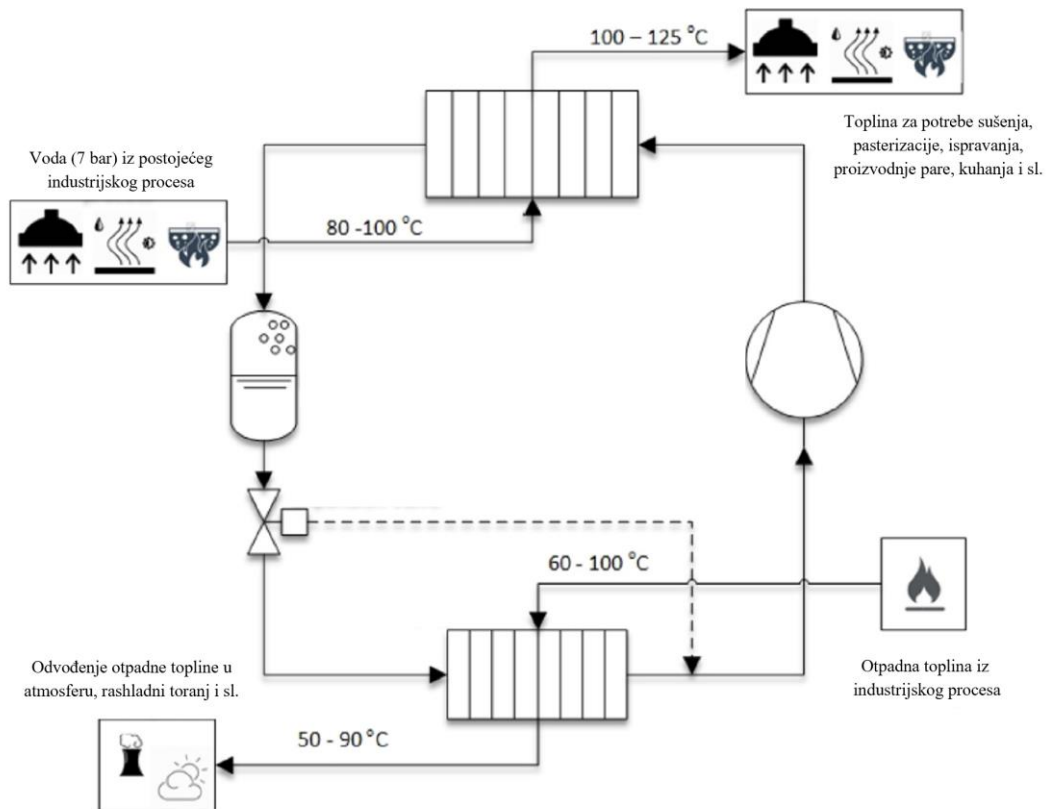 100 – 125 °C
Toplina za potrebe sušenja,
pasterizacije, ispravanja,
proizvodnje pare, kuhanja i sl.
Voda (7 bar) iz postojećeg
industrijskog procesa
80 -100 °C
60 - 100 °C
Otpadna toplina iz
industrijskog procesa
Odvođenje otpadne topline u
atmosferu, rashladni toranj i sl.
50 - 90 °C